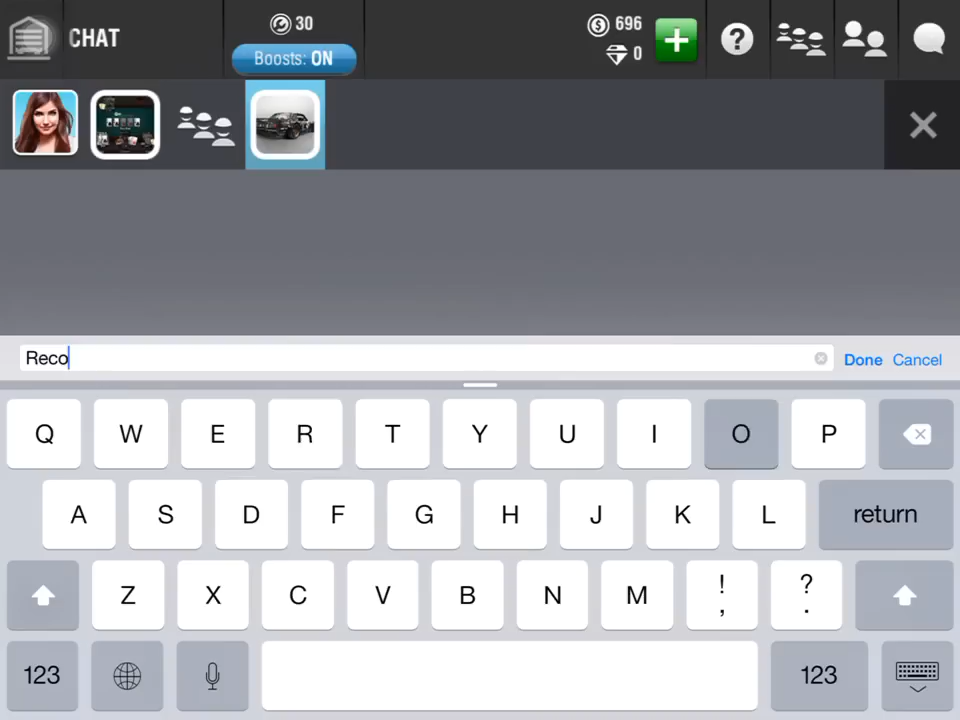 CHAT
30
Boosts: ON
696
0
?
Reco
Done Cancel
Q W E R T Y U I O P
A S D F G H J K L return
Z X C V B N M ! , ? .
123 123